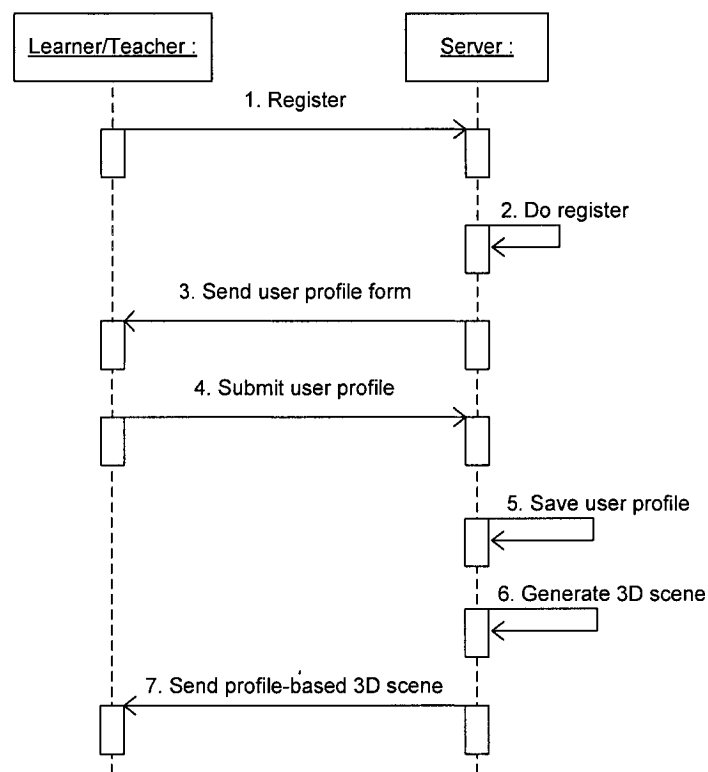 Learner/Teacher :
Server :
1. Register
2. Do register
3. Send user profile form
4. Submit user profile
5. Save user profile
6. Generate 3D scene
7. Send profile-based 3D scene